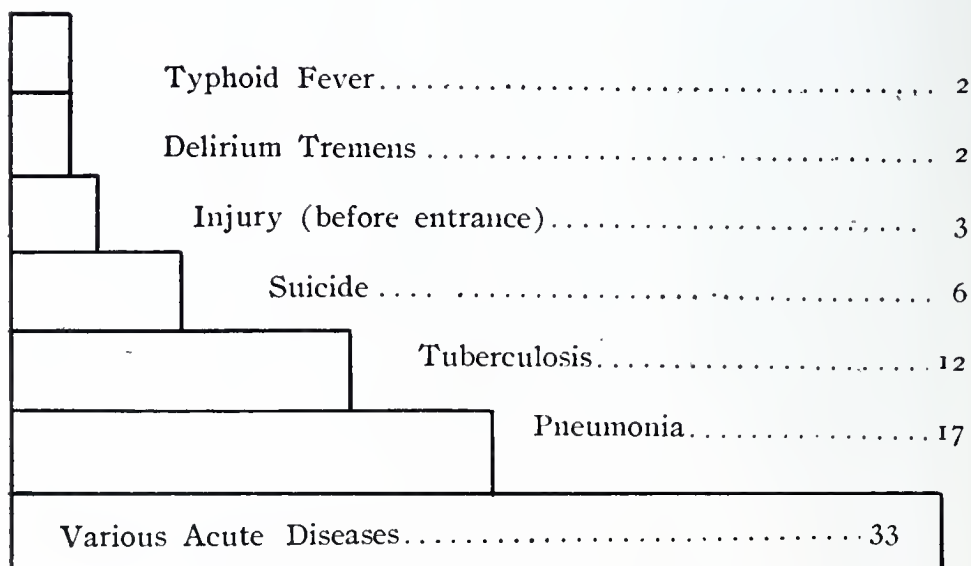 Typhoid Fever........................................ 2
Delirium Tremens .................................... 2
Injury (before entrance)......................... 3
Suicide .... ............................... 6
Tuberculosis....................... 12
Pneumonia................ 17
Various Acute Diseases.............................. 33